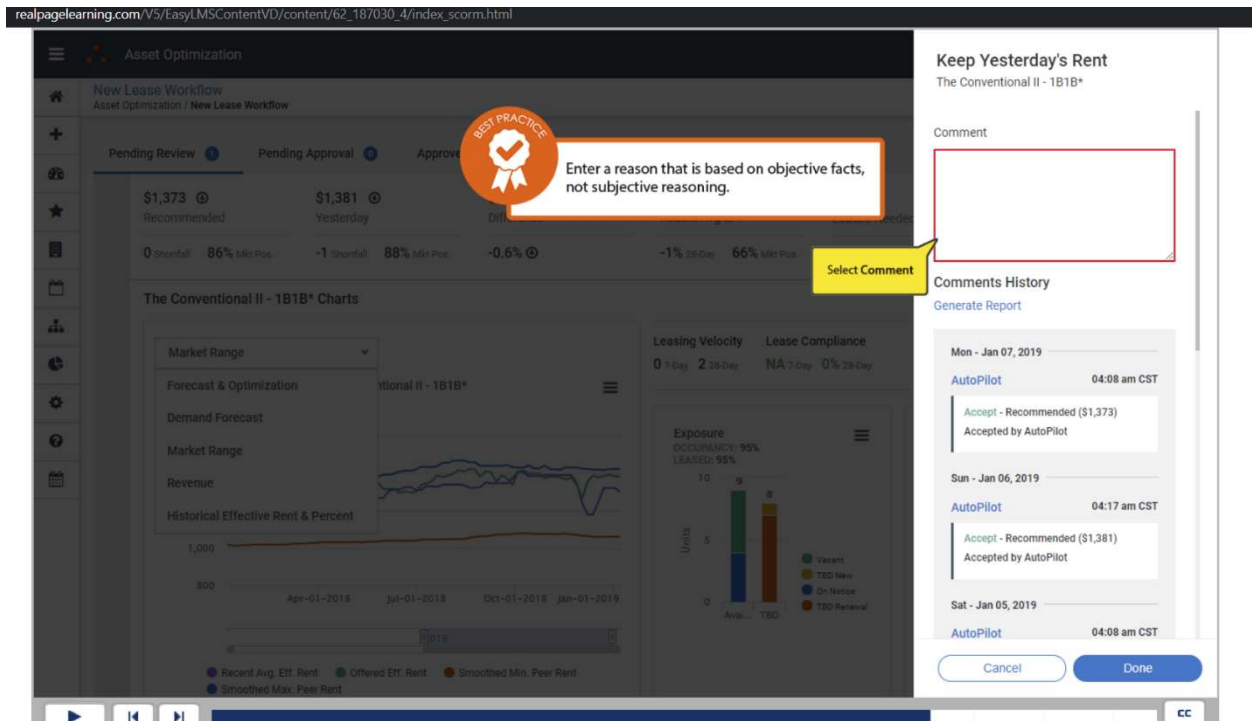 realpagelearning.com/V5/EasyLMSContentVD/content/62_187030_4/index_scorm.html
Asset Optimization
New Lease Workflow
Asset Optimization / New Lease Workflow
Pending Review 1 Pending Approval 0 Approve
BEST PRACTICE
Enter a reason that is based on objective facts,
not subjective reasoning.
$1,373 $1,381
Recommended Yesterday
0 Shortfall 86% Mkt Pos. -1 Shortfall 88% Mkt Pos. -0.6% -1% 28-Day 66% Mkt Pos.
The Conventional II - 1B1B* Charts
Market Range
Forecast & Optimization
Demand Forecast
Market Range
Revenue
Historical Effective Rent & Percent
tional II - 1B1B*
1,000
800
Apr-01-2018 Jul-01-2018 Oct-01-2018 Jan-01-2019
2018
Recent Avg. Eff. Rent Offered Eff. Rent Smoothed Min. Peer Rent
Smoothed Max. Peer Rent
Leasing Velocity Lease Compliance
0 7-Day 2 28-Day NA 7-Day 0% 28-Day
Exposure
OCCUPANCY: 95%
LEASED: 95%
10
9
8
Units
5
0
Avai... TBD
Vacant
TBD New
On Notice
TBD Renewal
Select Comment
Keep Yesterday's Rent
The Conventional II - 1B1B*
Comment
Comments History
Generate Report
Mon - Jan 07, 2019
AutoPilot 04:08 am CST
Accept - Recommended ($1,373)
Accepted by AutoPilot
Sun - Jan 06, 2019
AutoPilot 04:17 am CST
Accept - Recommended ($1,381)
Accepted by AutoPilot
Sat - Jan 05, 2019
AutoPilot 04:08 am CST
Cancel Done
CC